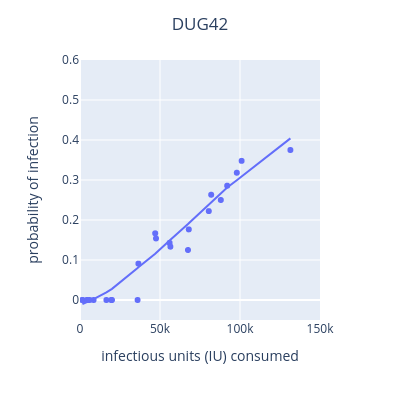 DUG42
0.6
0.5
0.4
0.3
0.2
0.1
0
probability of infection
0 50k 100k 150k
infectious units (IU) consumed